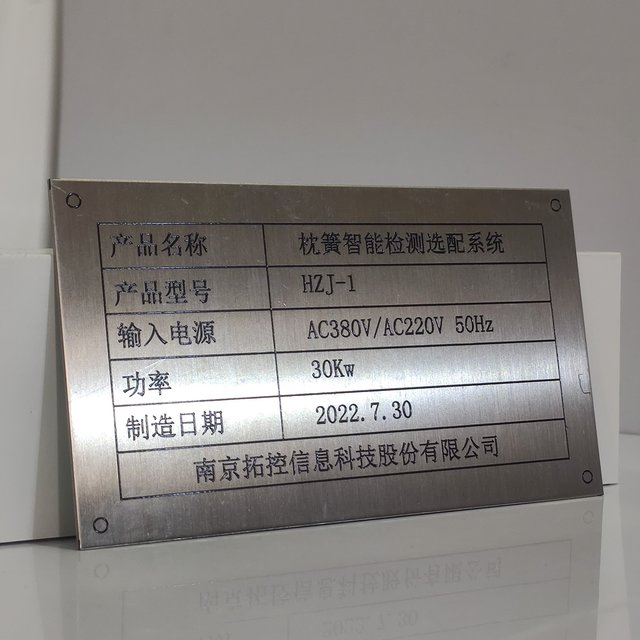 产品名称 枕簧智能检测选配系统
产品型号 HZJ-1
输入电源 AC380V/AC220V 50Hz
功率 30Kw
制造日期 2022.7.30
南京拓控信息科技股份有限公司